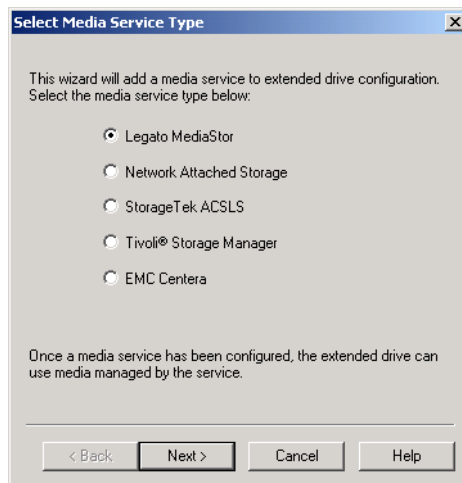 Select Media Service Type
This wizard will add a media service to extended drive configuration.
Select the media service type below:
Legato MediaStor
Network Attached Storage
StorageTek ACSLS
Tivoli® Storage Manager
EMC Centera
Once a media service has been configured, the extended drive can
use media managed by the service.
< Back
Next >
Cancel
Help